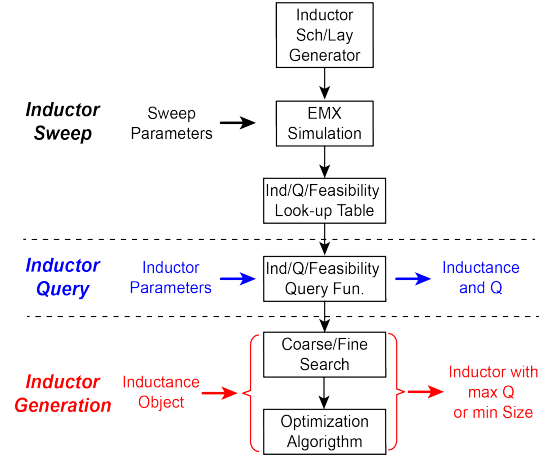 Inductor
Sch/Lay
Generator
Inductor
Sweep
Sweep
Parameters
EMX
Simulation
Ind/Q/Feasibility
Look-up Table
Inductor
Query
Inductor
Parameters
Ind/Q/Feasibility
Query Fun.
Inductance
and Q
Coarse/Fine
Search
Inductor
Generation
Inductance
Object
Optimization
Algorigthm
Inductor with
max Q
or min Size